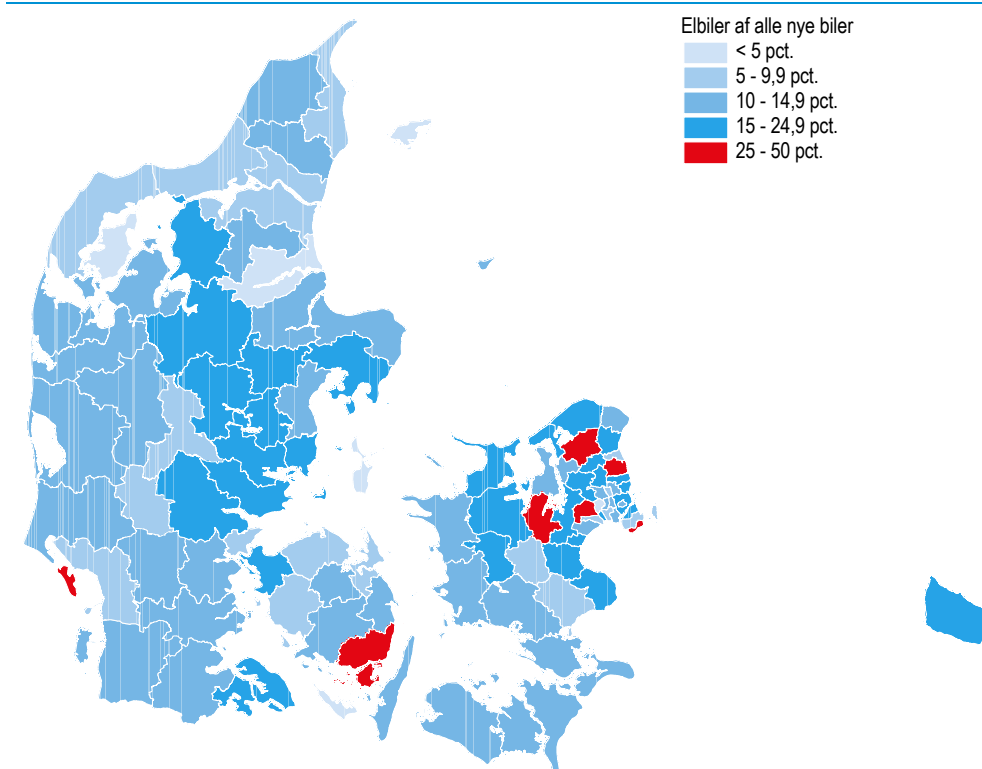 Elbiler af alle nye biler
< 5 pct.
5 - 9,9 pct.
10 - 14,9 pct.
15 - 24,9 pct.
25 - 50 pct.